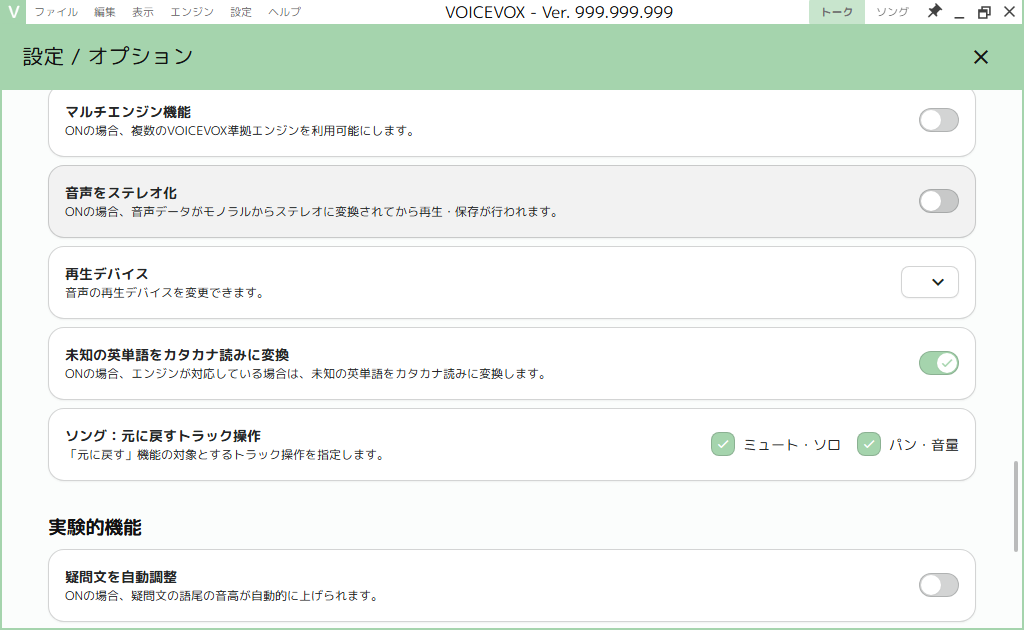 V ファイル 編集 表示 エンジン 設定 ヘルプ VOICEVOX - Ver. 999.999.999 トーク ソング
設定 / オプション
マルチエンジン機能
ONの場合、複数のVOICEVOX準拠エンジンを利用可能にします。
音声をステレオ化
ONの場合、音声データがモノラルからステレオに変換されてから再生・保存が行われます。
再生デバイス
音声の再生デバイスを変更できます。
未知の英単語をカタカナ読みに変換
ONの場合、エンジンが対応している場合は、未知の英単語をカタカナ読みに変換します。
ソング:元に戻すトラック操作
「元に戻す」機能の対象とするトラック操作を指定します。
ミュート・ソロ パン・音量
実験的機能
疑問文を自動調整
ONの場合、疑問文の語尾の音高が自動的に上げられます。